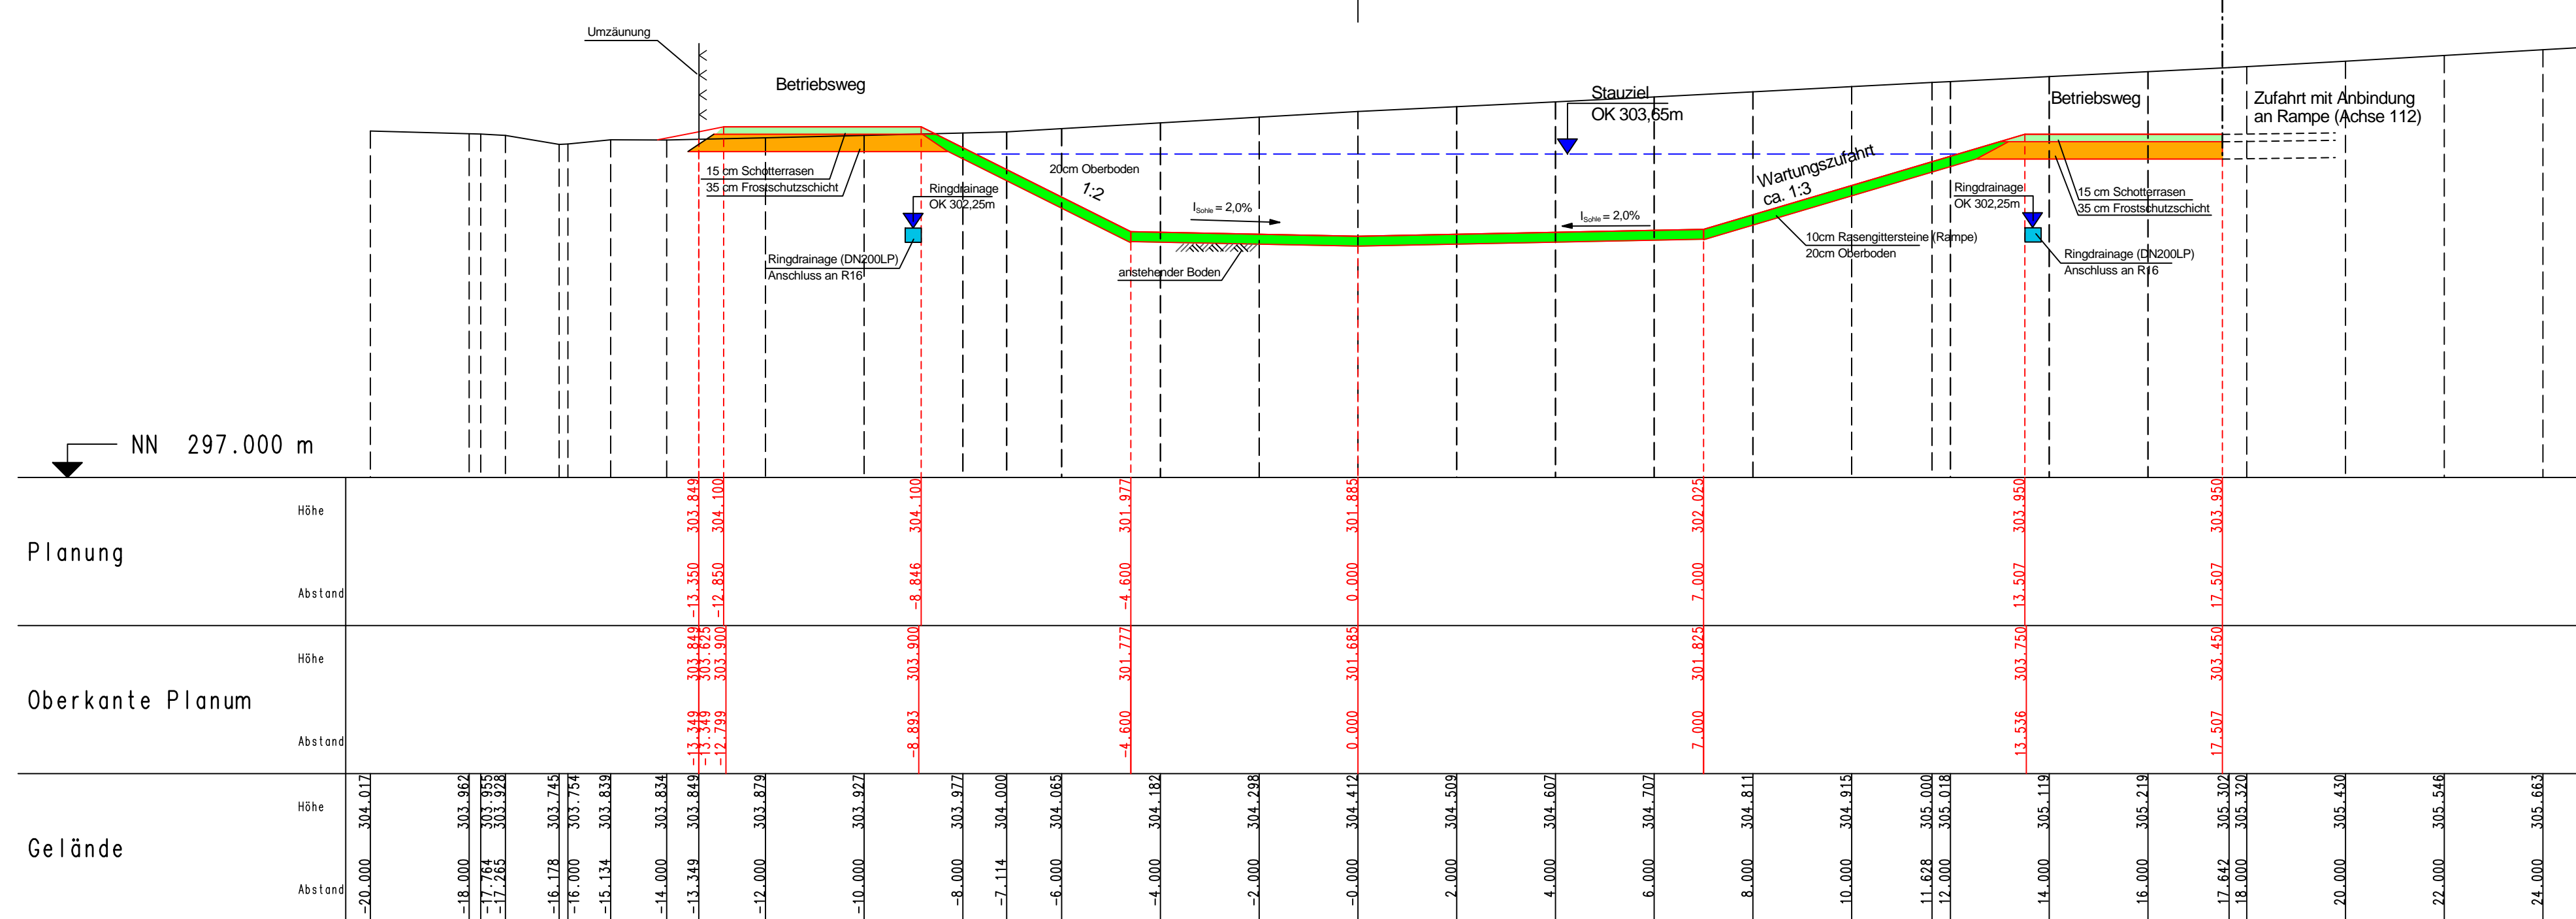 Umzäunung
Betriebsweg
Stauziel
OK 303,65m
Betriebsweg
Zufahrt mit Anbindung
an Rampe (Achse 112)
15 cm Schotterrasen
35 cm Frostschutzschicht
Ringdrainage
OK 302,25m
20cm Oberboden
1:2
ISohle = 2,0%
ISohle = 2,0%
Wartungszufahrt
ca. 1:3
Ringdrainage
OK 302,25m
15 cm Schotterrasen
35 cm Frostschutzschicht
Ringdrainage (DN200LP)
Anschluss an R16
anstehender Boden
10cm Rasengittersteine (Rampe)
20cm Oberboden
Ringdrainage (DN200LP)
Anschluss an R16
NN 297.000 m
Planung
Höhe
303.849 304.100 304.100 301.977 301.885 302.025 303.950 303.950
Abstand
-13.350 -12.850 -8.846 -4.600 0.000 7.000 13.507 17.507
Oberkante Planum
Höhe
303.849 303.625 303.900 303.900 301.777 301.685 301.825 303.750 303.450
Abstand
-13.349 -13.349 -12.799 -8.893 -4.600 0.000 7.000 13.536 17.507
Gelände
Höhe
304.017 303.962 303.955 303.928 303.745 303.754 303.839 303.834 303.849 303.879 303.927 303.977 304.000 304.065 304.182 304.298 304.412 304.509 304.607 304.707 304.811 304.915 305.000 305.018 305.119 305.219 305.302 305.320 305.430 305.546 305.663
Abstand
-20.000 -18.000 -17.764 -17.265 -16.178 -16.000 -15.134 -14.000 -13.349 -12.000 -10.000 -8.000 -7.114 -6.000 -4.000 -2.000 -0.000 2.000 4.000 6.000 8.000 10.000 11.628 12.000 14.000 16.000 17.642 18.000 20.000 22.000 24.000